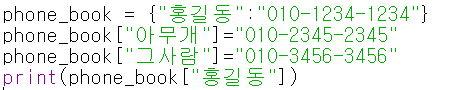 phone_book = {"홍길동":"010-1234-1234"}
phone_book["아무개"]="010-2345-2345"
phone_book["그사람"]="010-3456-3456"
print(phone_book["홍길동"])